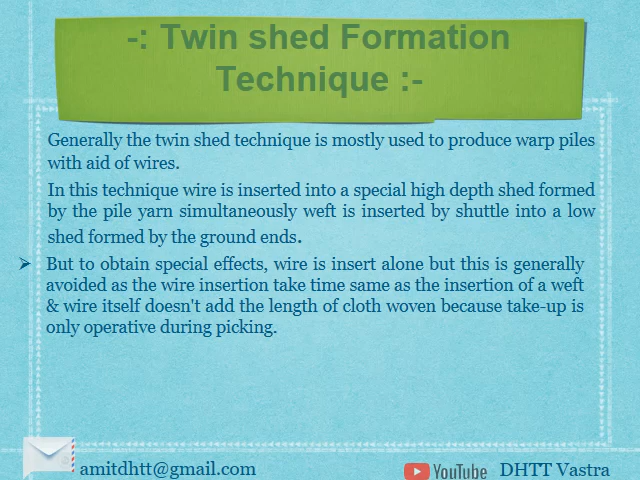 -: Twin shed Formation
Technique :-
Generally the twin shed technique is mostly used to produce warp piles
with aid of wires.
In this technique wire is inserted into a special high depth shed formed
by the pile yarn simultaneously weft is inserted by shuttle into a low
shed formed by the ground ends.
➢ But to obtain special effects, wire is insert alone but this is generally
avoided as the wire insertion take time same as the insertion of a weft
& wire itself doesn't add the length of cloth woven because take-up is
only operative during picking.
amitdhtt@gmail.com
YouTube DHTT Vastra